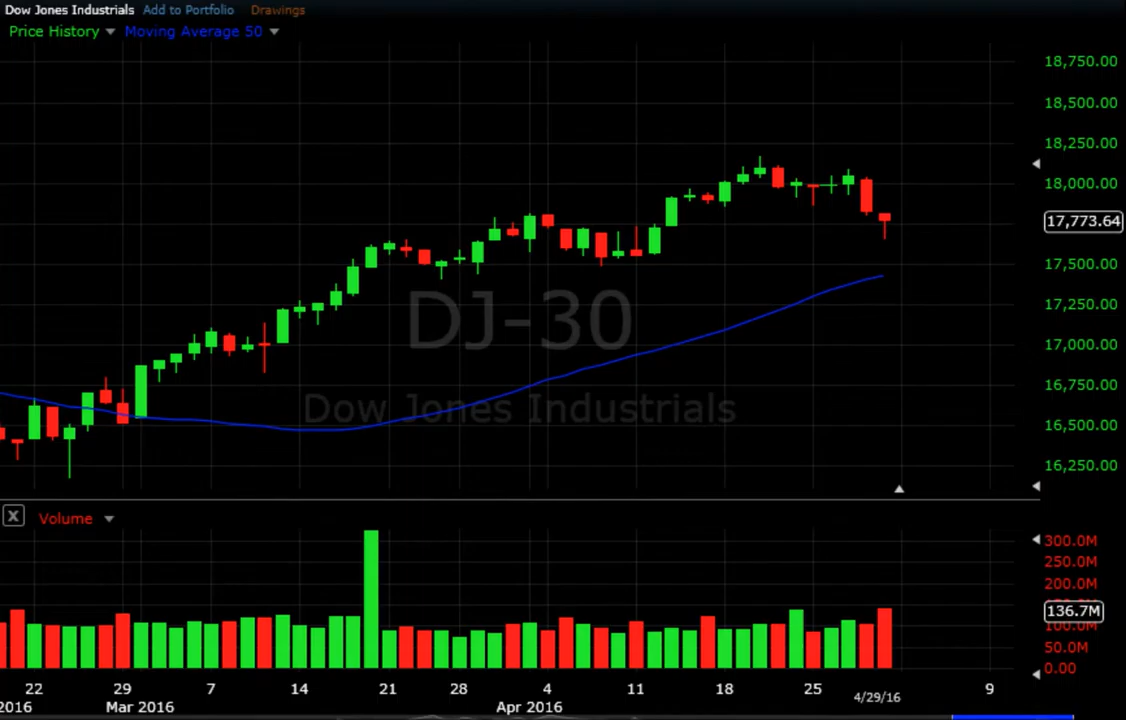 Dow Jones Industrials Add to Portfolio Drawings
Price History Moving Average 50
18,750.00
18,500.00
18,250.00
18,000.00
17,773.64
17,500.00
DJ-30
17,250.00
17,000.00
16,750.00
Dow Jones Industrials
16,500.00
16,250.00
X Volume
300.0M
250.0M
200.0M
136.7M
100.0M
50.0M
0.00
22 29 7 14 21 28 4 11 18 25 4/29/16 9
2016 Mar 2016 Apr 2016